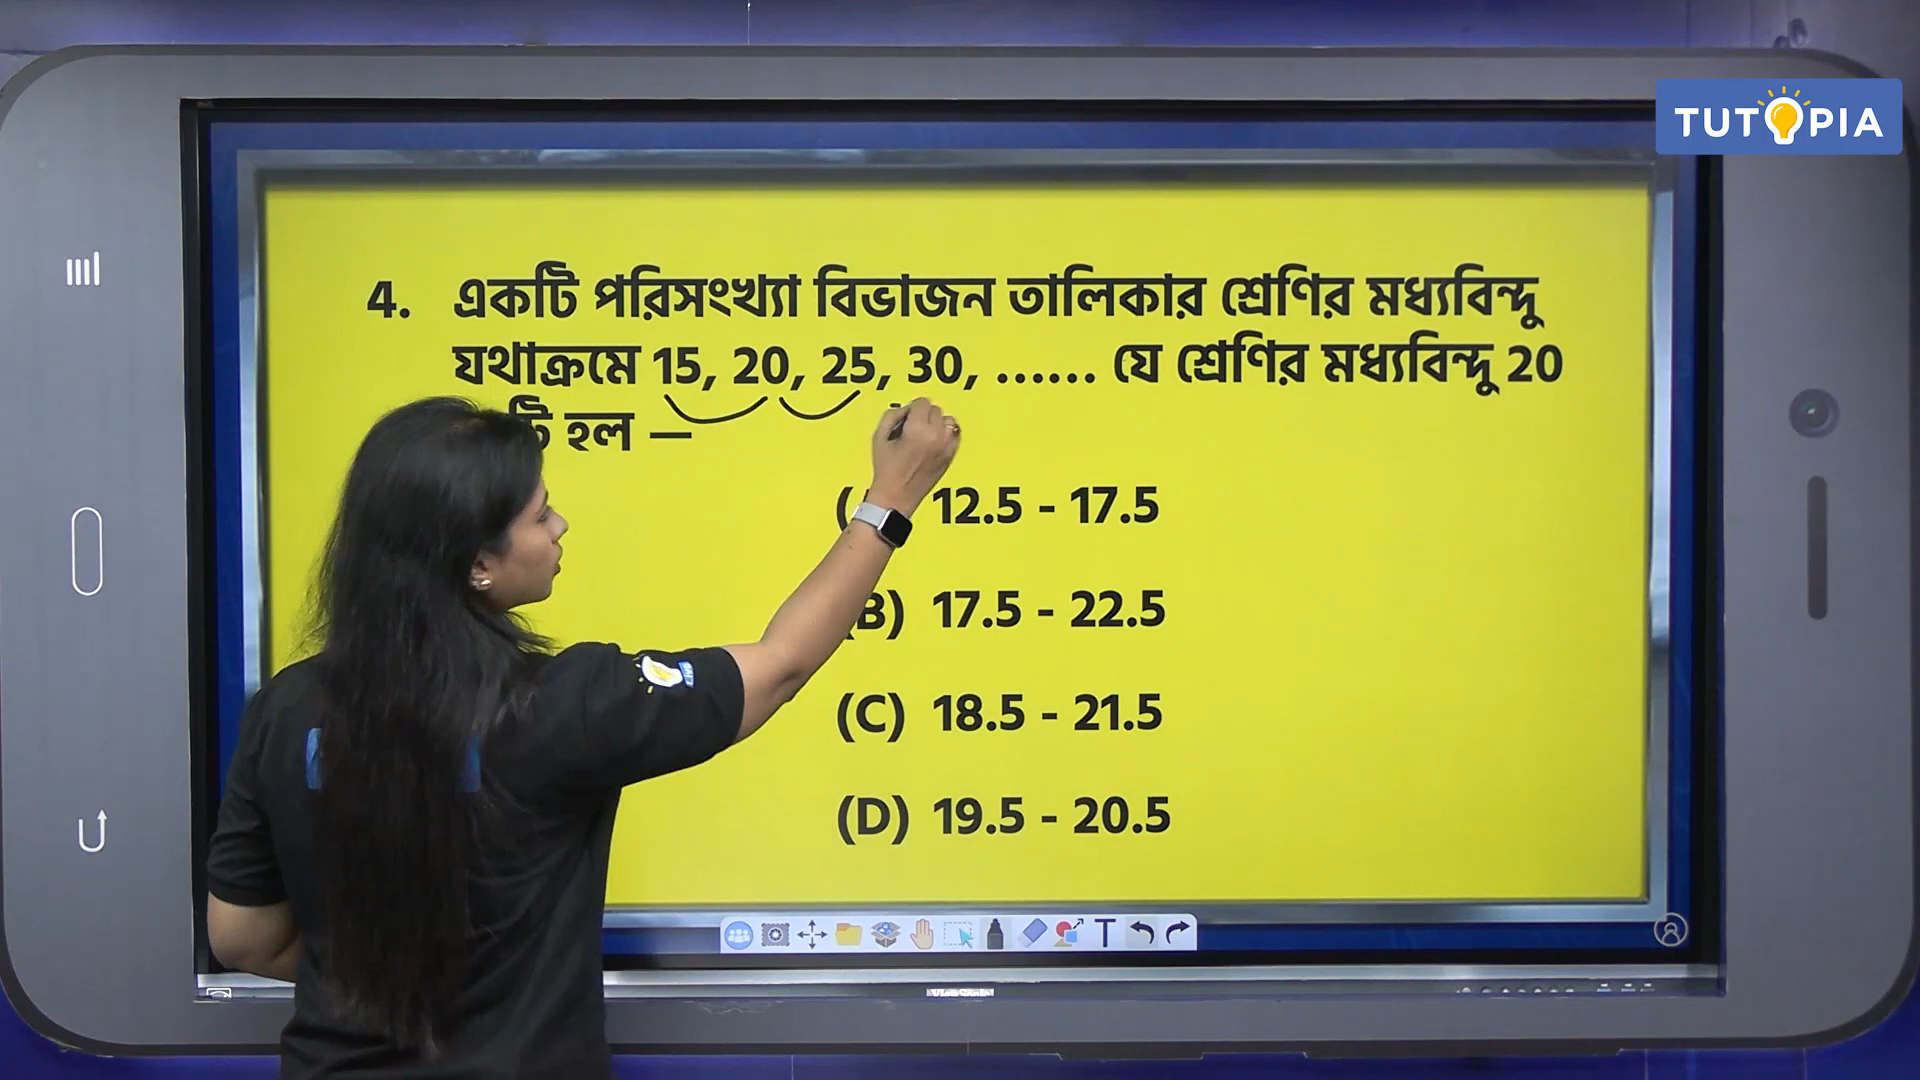 TUTOPIA
4. একটি পরিসংখ্যা বিভাজন তালিকার শ্রেণির মধ্যবিন্দু
যথাক্রমে 15, 20, 25, 30, ...... যে শ্রেণির মধ্যবিন্দু 20
হল —
12.5 - 17.5
(B) 17.5 - 22.5
(C) 18.5 - 21.5
(D) 19.5 - 20.5
T